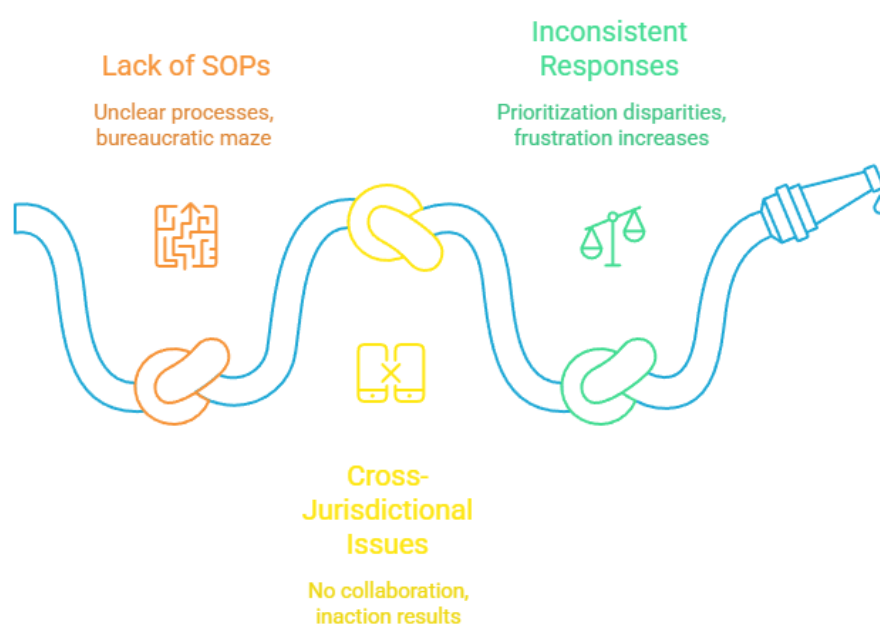 Lack of SOPs
Unclear processes,
bureaucratic maze
Inconsistent
Responses
Prioritization disparities,
frustration increases
Cross-
Jurisdictional
Issues
No collaboration,
inaction results